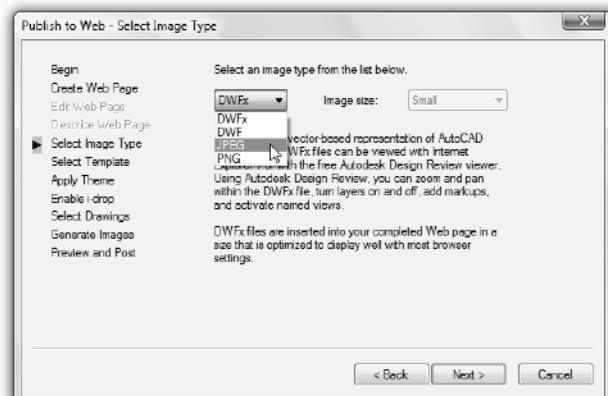 Publish to Web - Select Image Type
Begin
Create Web Page
Edit Web Page
Describe Web Page
Select Image Type
Select Template
Apply Theme
Enable i-drop
Select Drawings
Generate Images
Preview and Post
Select an image type from the list below.
DWFx
Image size:
Small
DWFx
DWF
JPEG
PNG
vector-based representation of AutoCAD
WFx files can be viewed with Internet
with the free Autodesk Design Review viewer.
Using Autodesk Design Review, you can zoom and pan
within the DWFx file, turn layers on and off, add markups,
and activate named views.
DWFx files are inserted into your completed Web page in a
size that is optimized to display well with most browser
settings.
< Back
Next >
Cancel